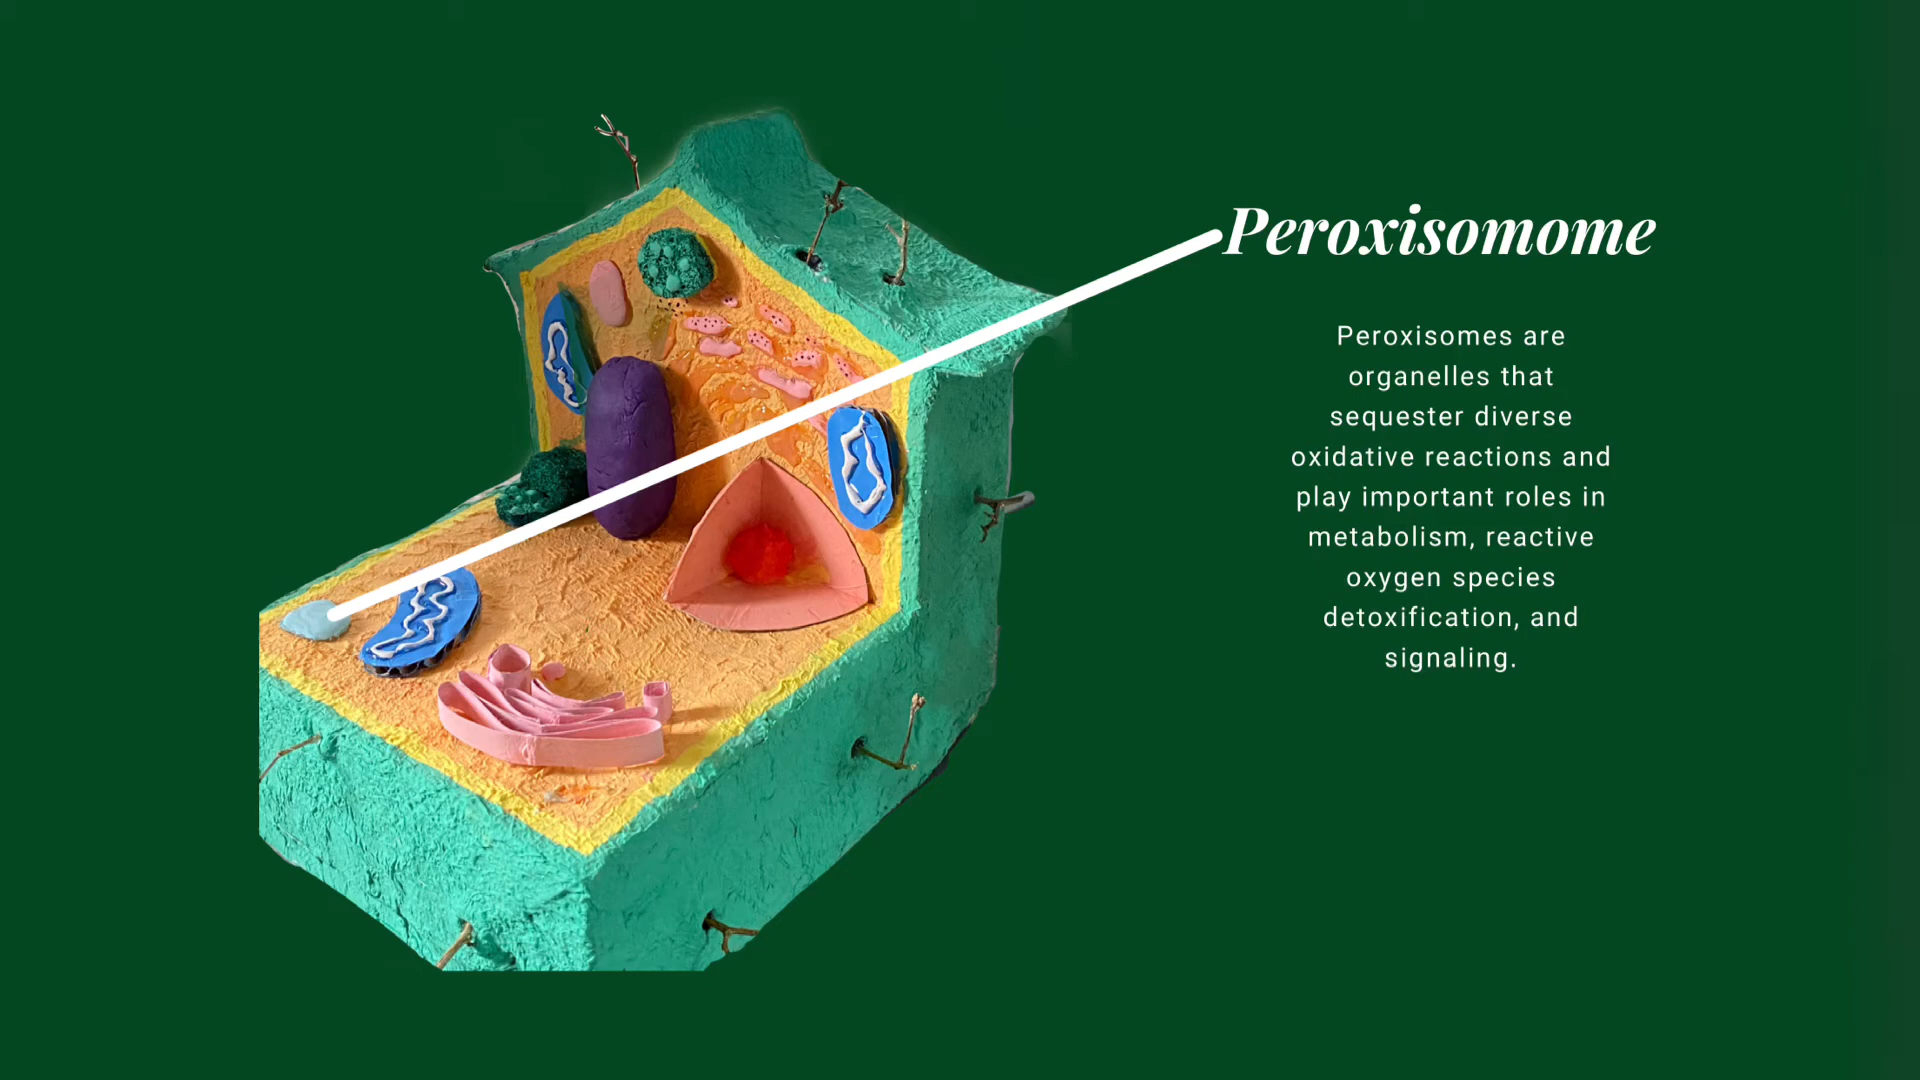 Peroxisomome
Peroxisomes are
organelles that
sequester diverse
oxidative reactions and
play important roles in
metabolism, reactive
oxygen species
detoxification, and
signaling.